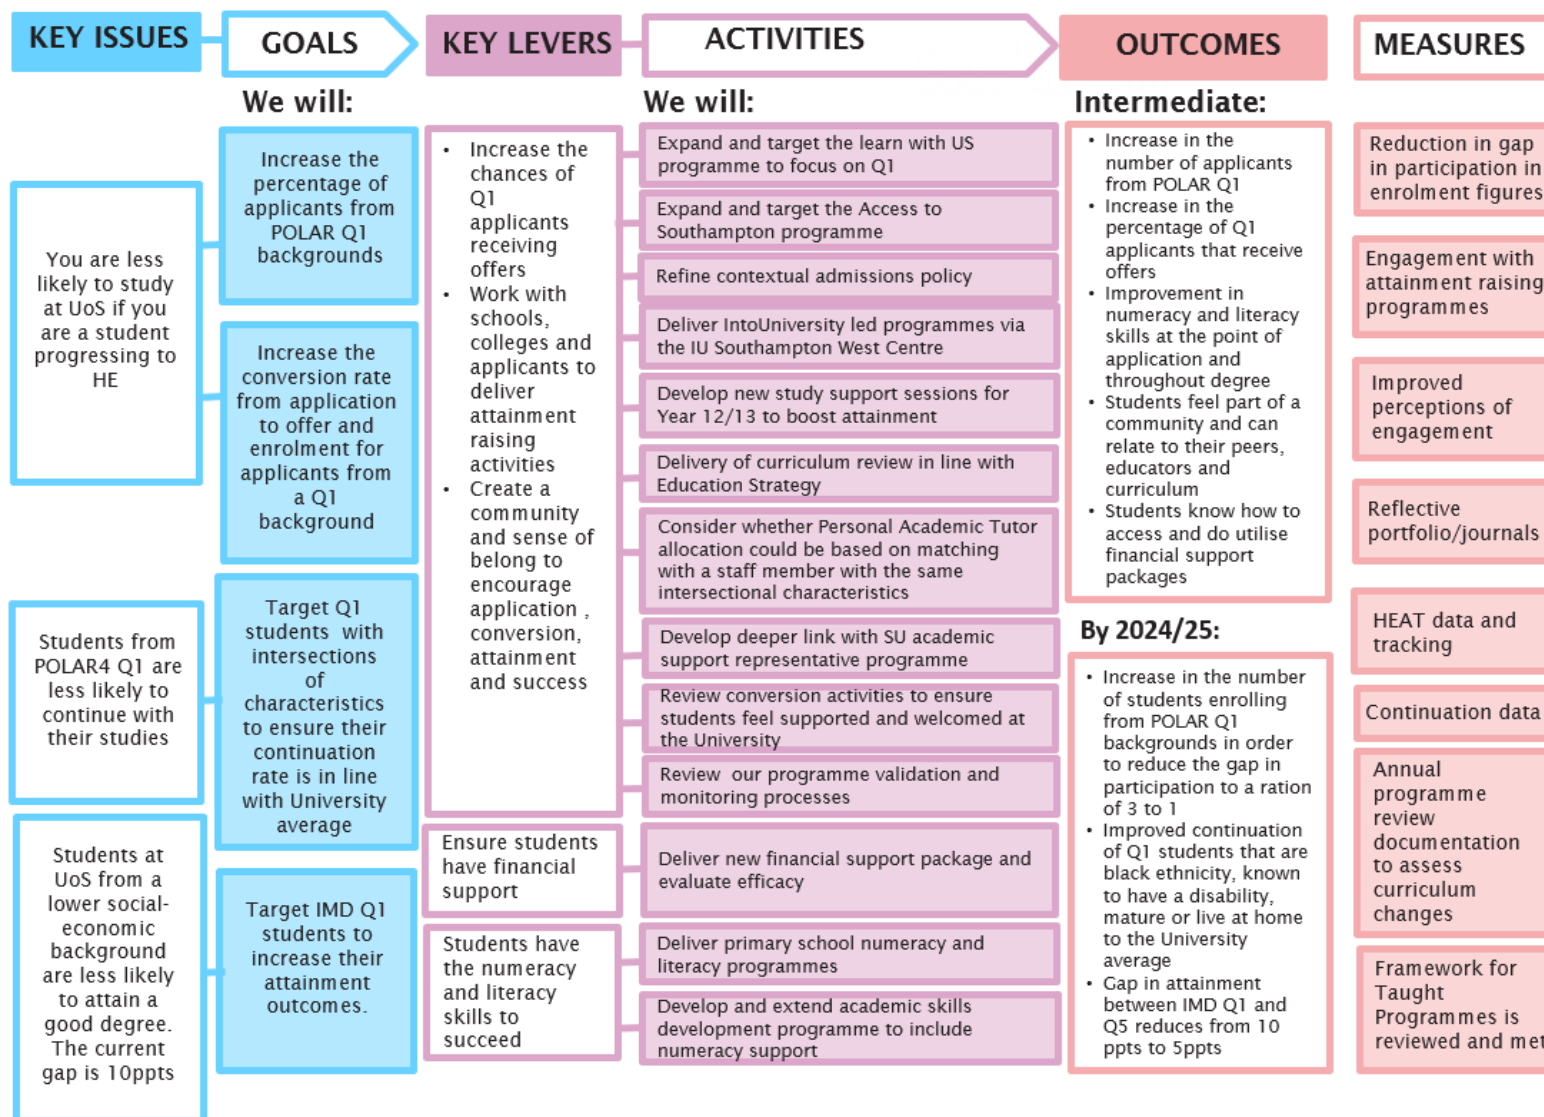 KEY ISSUES
GOALS
KEY LEVERS
ACTIVITIES
OUTCOMES
MEASURES
We will:
We will:
Intermediate:
You are less
likely to study
at UoS if you
are a student
progressing to
HE
Students from
POLAR4 Q1 are
less likely to
continue with
their studies
Students at
UoS from a
lower social-
economic
background
are less likely
to attain a
good degree.
The current
gap is 10ppts
Increase the
percentage of
applicants from
POLAR Q1
backgrounds
Increase the
conversion rate
from application
to offer and
enrolment for
applicants from
a Q1
background
Target Q1
students with
intersections
of
characteristics
to ensure their
continuation
rate is in line
with University
average
Target IMD Q1
students to
increase their
attainment
outcomes.
• Increase the
chances of
Q1
applicants
receiving
offers
• Work with
schools,
colleges and
applicants to
deliver
attainment
raising
activities
• Create a
community
and sense of
belong to
encourage
application ,
conversion,
attainment
and success
Ensure students
have financial
support
Students have
the numeracy
and literacy
skills to
succeed
Expand and target the learn with US
programme to focus on Q1
Expand and target the Access to
Southampton programme
Refine contextual admissions policy
Deliver IntoUniversity led programmes via
the IU Southampton West Centre
Develop new study support sessions for
Year 12/13 to boost attainment
Delivery of curriculum review in line with
Education Strategy
Consider whether Personal Academic Tutor
allocation could be based on matching
with a staff member with the same
intersectional characteristics
Develop deeper link with SU academic
support representative programme
Review conversion activities to ensure
students feel supported and welcomed at
the University
Review our programme validation and
monitoring processes
Deliver new financial support package and
evaluate efficacy
Deliver primary school numeracy and
literacy programmes
Develop and extend academic skills
development programme to include
numeracy support
• Increase in the
number of applicants
from POLAR Q1
• Increase in the
percentage of Q1
applicants that receive
offers
• Improvement in
numeracy and literacy
skills at the point of
application and
throughout degree
• Students feel part of a
community and can
relate to their peers,
educators and
curriculum
• Students know how to
access and do utilise
financial support
packages
By 2024/25:
• Increase in the number
of students enrolling
from POLAR Q1
backgrounds in order
to reduce the gap in
participation to a ration
of 3 to 1
• Improved continuation
of Q1 students that are
black ethnicity, known
to have a disability,
mature or live at home
to the University
average
• Gap in attainment
between IMD Q1 and
Q5 reduces from 10
ppts to 5ppts
Reduction in gap
in participation in
enrolment figures
Engagement with
attainment raising
programmes
Improved
perceptions of
engagement
Reflective
portfolio/journals
HEAT data and
tracking
Continuation data
Annual
programme
review
documentation
to assess
curriculum
changes
Framework for
Taught
Programmes is
reviewed and met